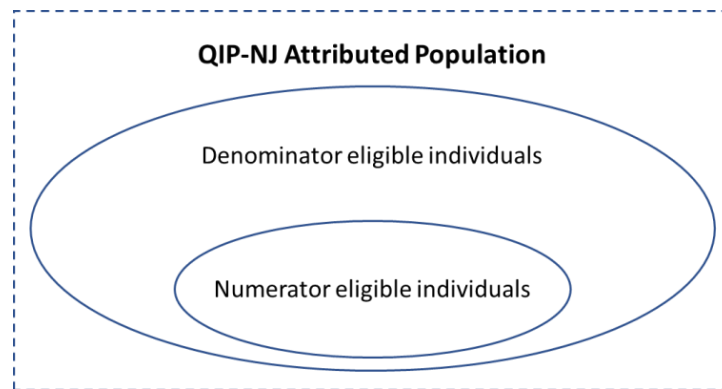 QIP-NJ Attributed Population
Denominator eligible individuals
Numerator eligible individuals